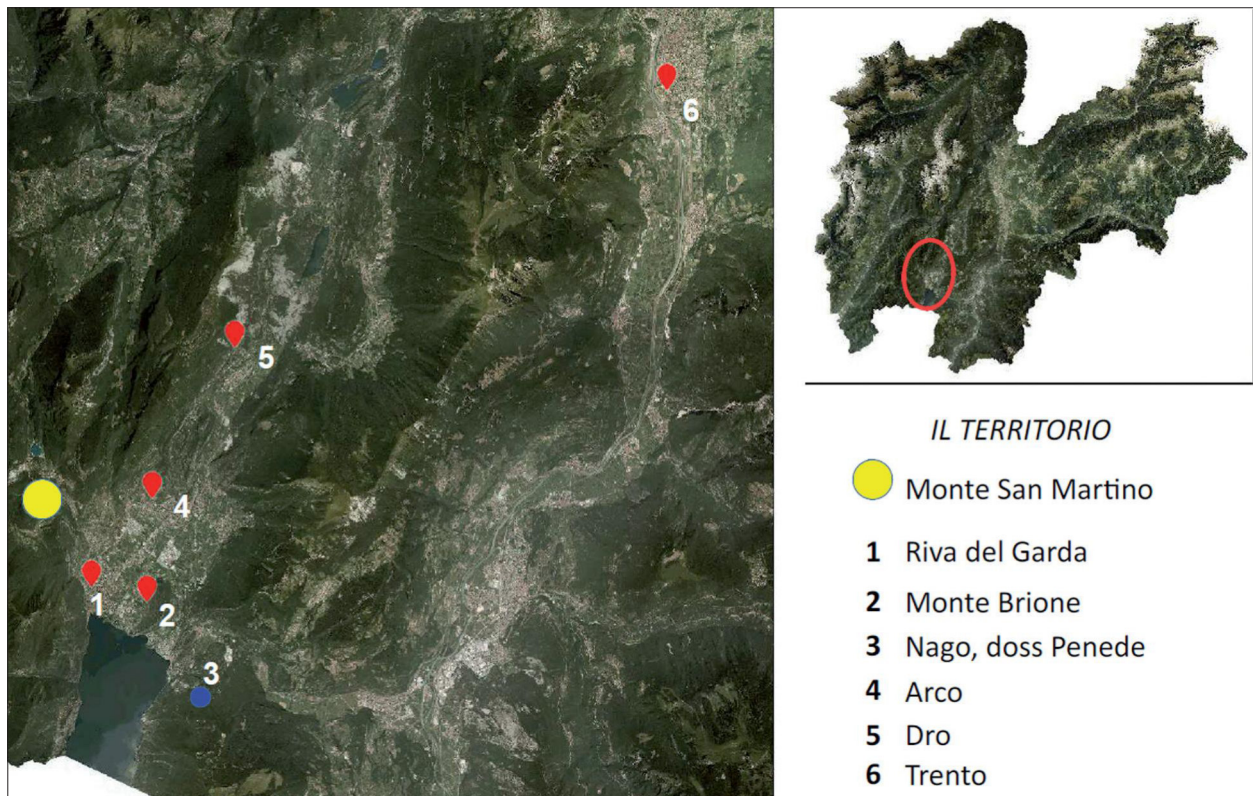 6
5
4
1
2
3
IL TERRITORIO
Monte San Martino
1 Riva del Garda
2 Monte Brione
3 Nago, doss Penede
4 Arco
5 Dro
6 Trento